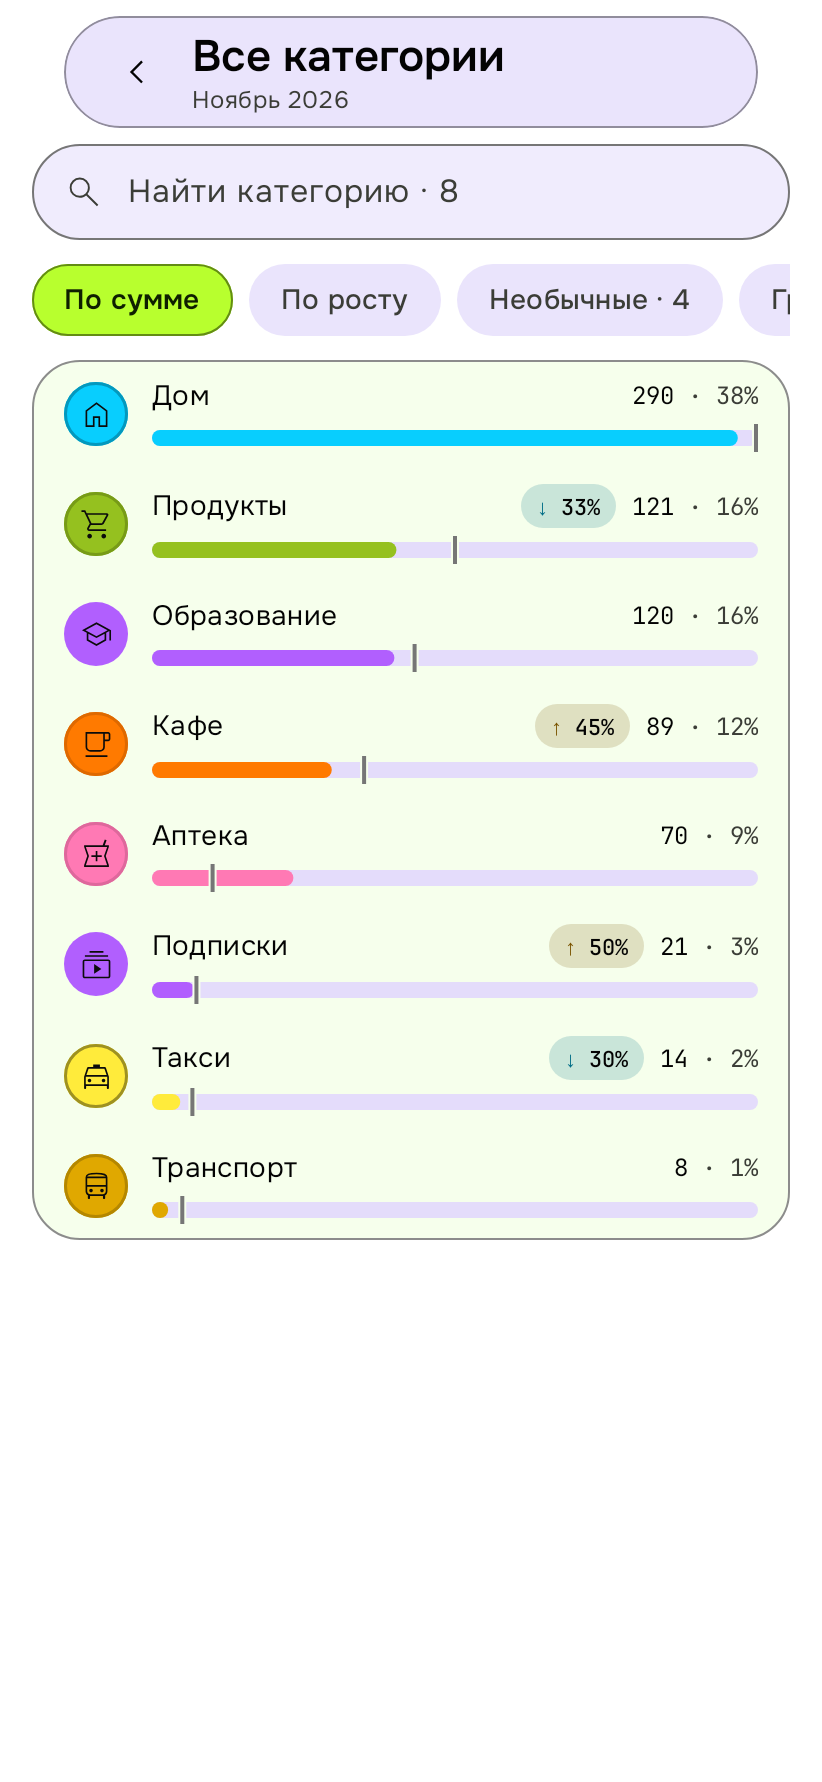 Все категории
Ноябрь 2026
Найти категорию · 8
По сумме
По росту
Необычные · 4
Дом
290 · 38%
Продукты
↓ 33%
121 · 16%
Образование
120 · 16%
Кафе
↑ 45%
89 · 12%
Аптека
70 · 9%
Подписки
↑ 50%
21 · 3%
Такси
↓ 30%
14 · 2%
Транспорт
8 · 1%